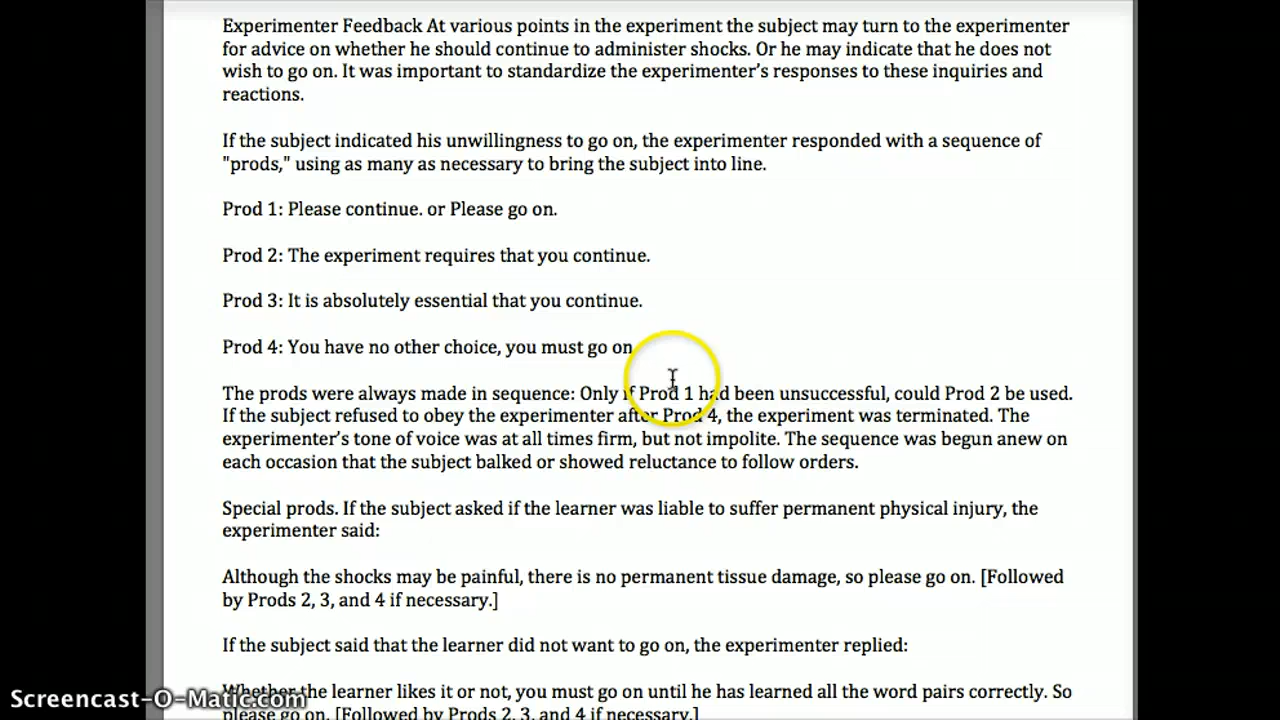 Experimenter Feedback At various points in the experiment the subject may turn to the experimenter
for advice on whether he should continue to administer shocks. Or he may indicate that he does not
wish to go on. It was important to standardize the experimenter's responses to these inquiries and
reactions.
If the subject indicated his unwillingness to go on, the experimenter responded with a sequence of
"prods," using as many as necessary to bring the subject into line.
Prod 1: Please continue. or Please go on.
Prod 2: The experiment requires that you continue.
Prod 3: It is absolutely essential that you continue.
Prod 4: You have no other choice, you must go on
The prods were always made in sequence: Only if Prod 1 had been unsuccessful, could Prod 2 be used.
If the subject refused to obey the experimenter after Prod 4, the experiment was terminated. The
experimenter's tone of voice was at all times firm, but not impolite. The sequence was begun anew on
each occasion that the subject balked or showed reluctance to follow orders.
Special prods. If the subject asked if the learner was liable to suffer permanent physical injury, the
experimenter said:
Although the shocks may be painful, there is no permanent tissue damage, so please go on. [Followed
by Prods 2, 3, and 4 if necessary.]
If the subject said that the learner did not want to go on, the experimenter replied:
Whether the learner likes it or not, you must go on until he has learned all the word pairs correctly. So
please go on. [Followed by Prods 2, 3, and 4 if necessary.]
Screencast-O-Matic.com